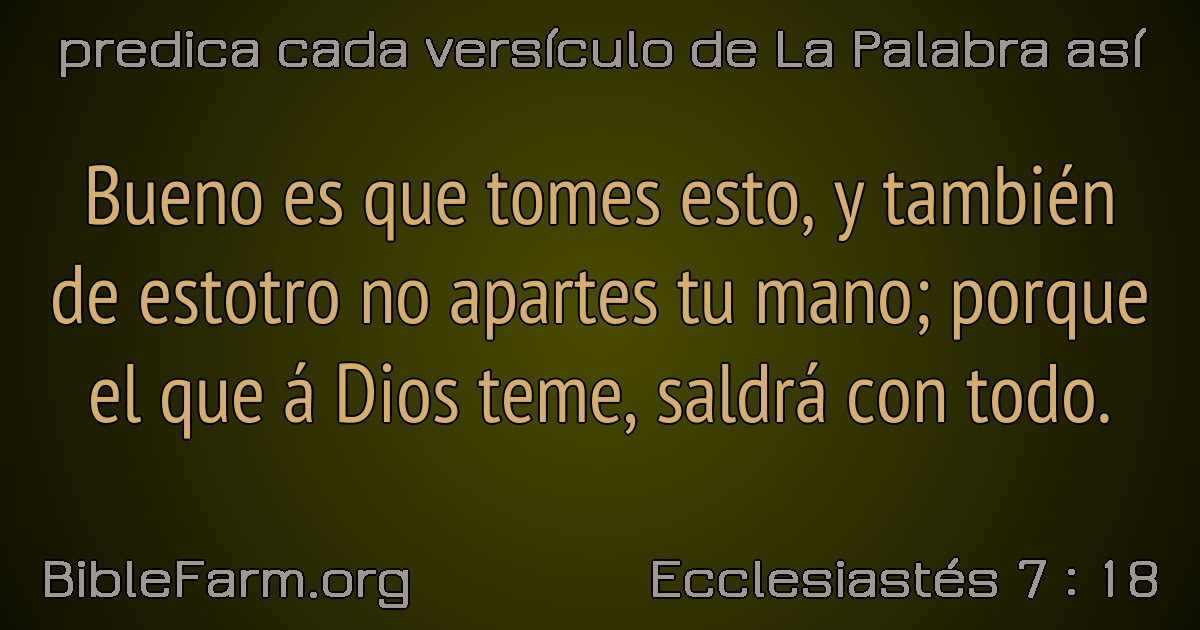 predica cada versículo de La Palabra así
Bueno es que tomes esto, y también
de estotro no apartes tu mano; porque
el que á Dios teme, saldrá con todo.
BibleFarm.org
Ecclesiastés 7 : 18